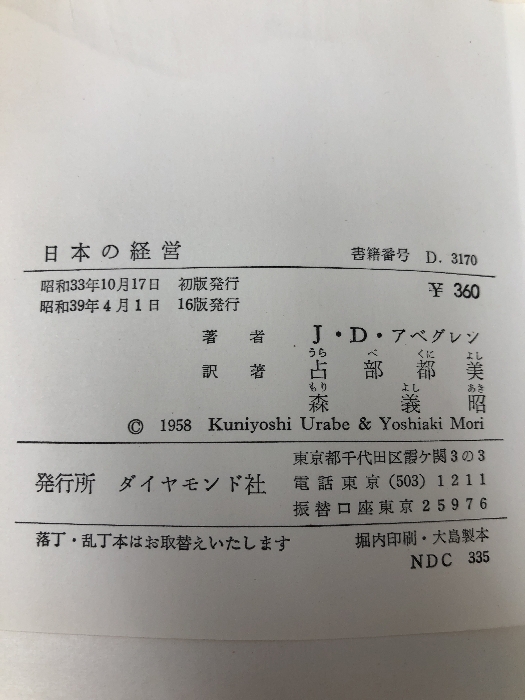 日本の経営 書籍番号 D. 3170
昭和33年10月17日 初版発行 ¥ 360
昭和39年4月1日 16版発行
著者 J・D・アベグレン
うら べ くに よし
訳著 占部都美
もり よし あき
森義昭
© 1958 Kuniyoshi Urabe & Yoshiaki Mori
発行所 ダイヤモンド社
東京都千代田区霞ケ関3の3
電話東京(503)1211
振替口座東京25976
落丁・乱丁本はお取替えいたします 堀内印刷・大島製本
NDC 335